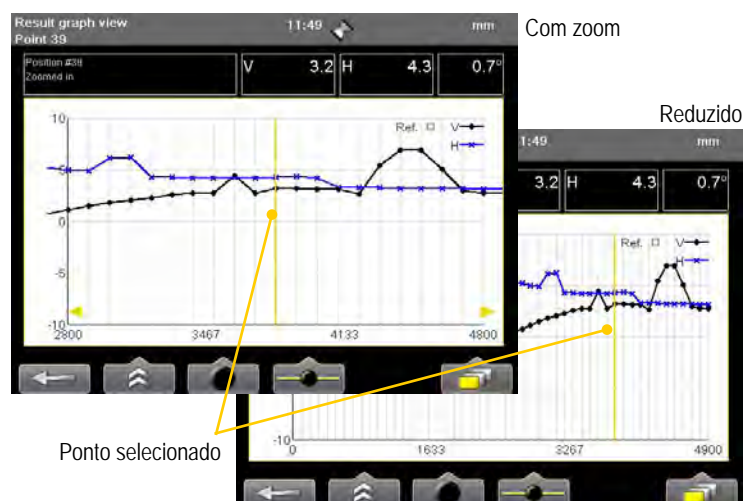 Result graph view 11:49 mm
Point 39
Com zoom
Position #39
Zoomed in
V 3.2 H 4.3 0.7°
10
Ref. V
H
5
0
-5
-10
2800 3467 4133 4800
Reduzido
1:49 mm
3.2 H 4.3 0.7°
Ref. V
H
-10
0 1633 3267 4900
Ponto selecionado